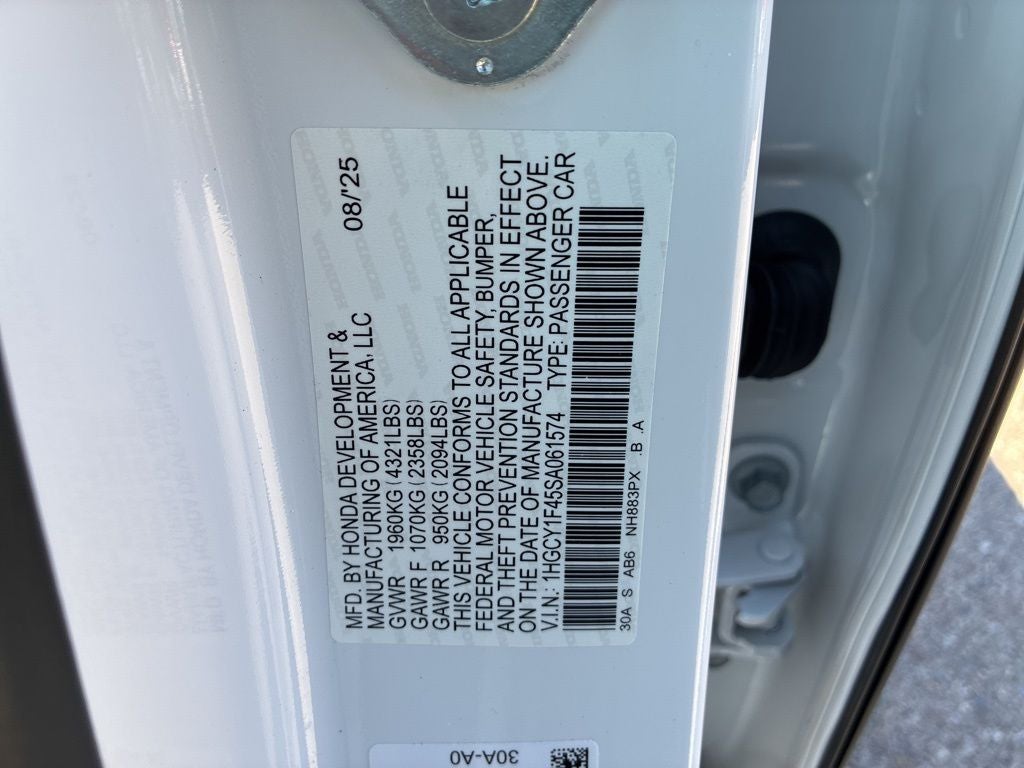 MFD. BY HONDA DEVELOPMENT & 08/'25
MANUFACTURING OF AMERICA, LLC
GVWR 1960KG (4321LBS)
GAWR F 1070KG (2358LBS)
GAWR R 950KG (2094LBS)
THIS VEHICLE CONFORMS TO ALL APPLICABLE
FEDERAL MOTOR VEHICLE SAFETY, BUMPER,
AND THEFT PREVENTION STANDARDS IN EFFECT
ON THE DATE OF MANUFACTURE SHOWN ABOVE.
V.I.N.: 1HGCY1F45SA061574 TYPE: PASSENGER CAR
30A S AB6 NH883PX .B .A
30A-A0